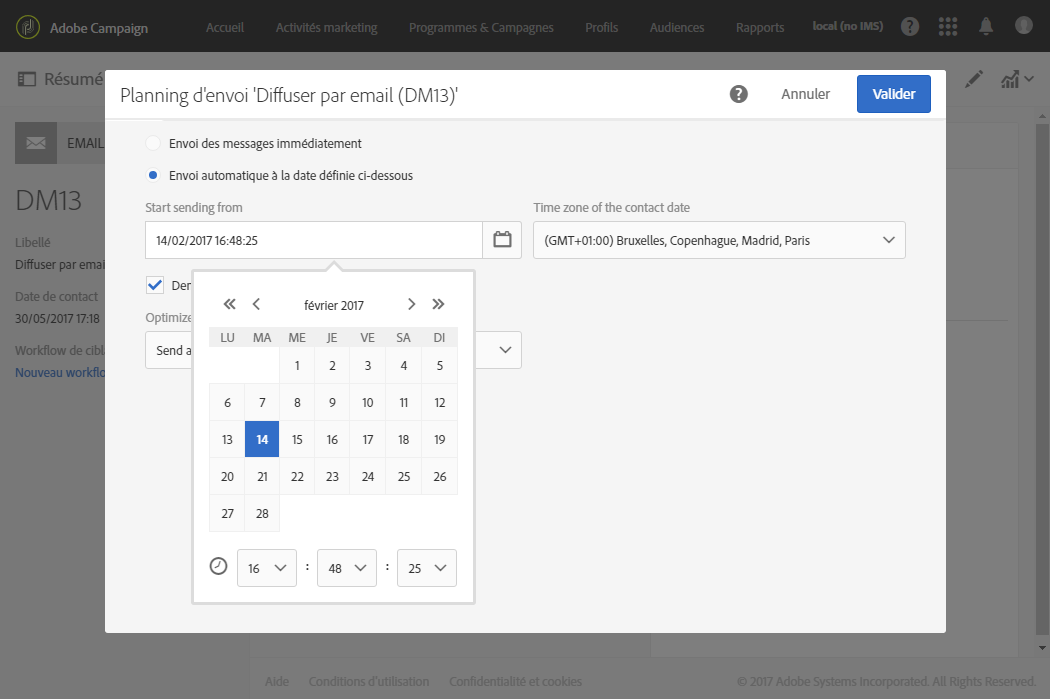 Adobe Campaign
Accueil
Activités marketing
Programmes & Campagnes
Profils
Audiences
Rapports
local (no IMS)
?
Résumé
Planning d'envoi 'Diffuser par email (DM13)'
?
Annuler
Valider
EMAIL
DM13
Libellé
Diffuser par emai
Date de contact
30/05/2017 17:18
Workflow de cibl
Nouveau workflo
Envoi des messages immédiatement
Envoi automatique à la date définie ci-dessous
Start sending from
Time zone of the contact date
14/02/2017 16:48:25
(GMT+01:00) Bruxelles, Copenhague, Madrid, Paris
Optimize
Send a
février 2017
LU MA ME JE VE SA DI
1 2 3 4 5
6 7 8 9 10 11 12
13 14 15 16 17 18 19
20 21 22 23 24 25 26
27 28
16 : 48 : 25
Aide
Conditions d'utilisation
Confidentialité et cookies
© 2017 Adobe Systems Incorporated. All Rights Reserved.